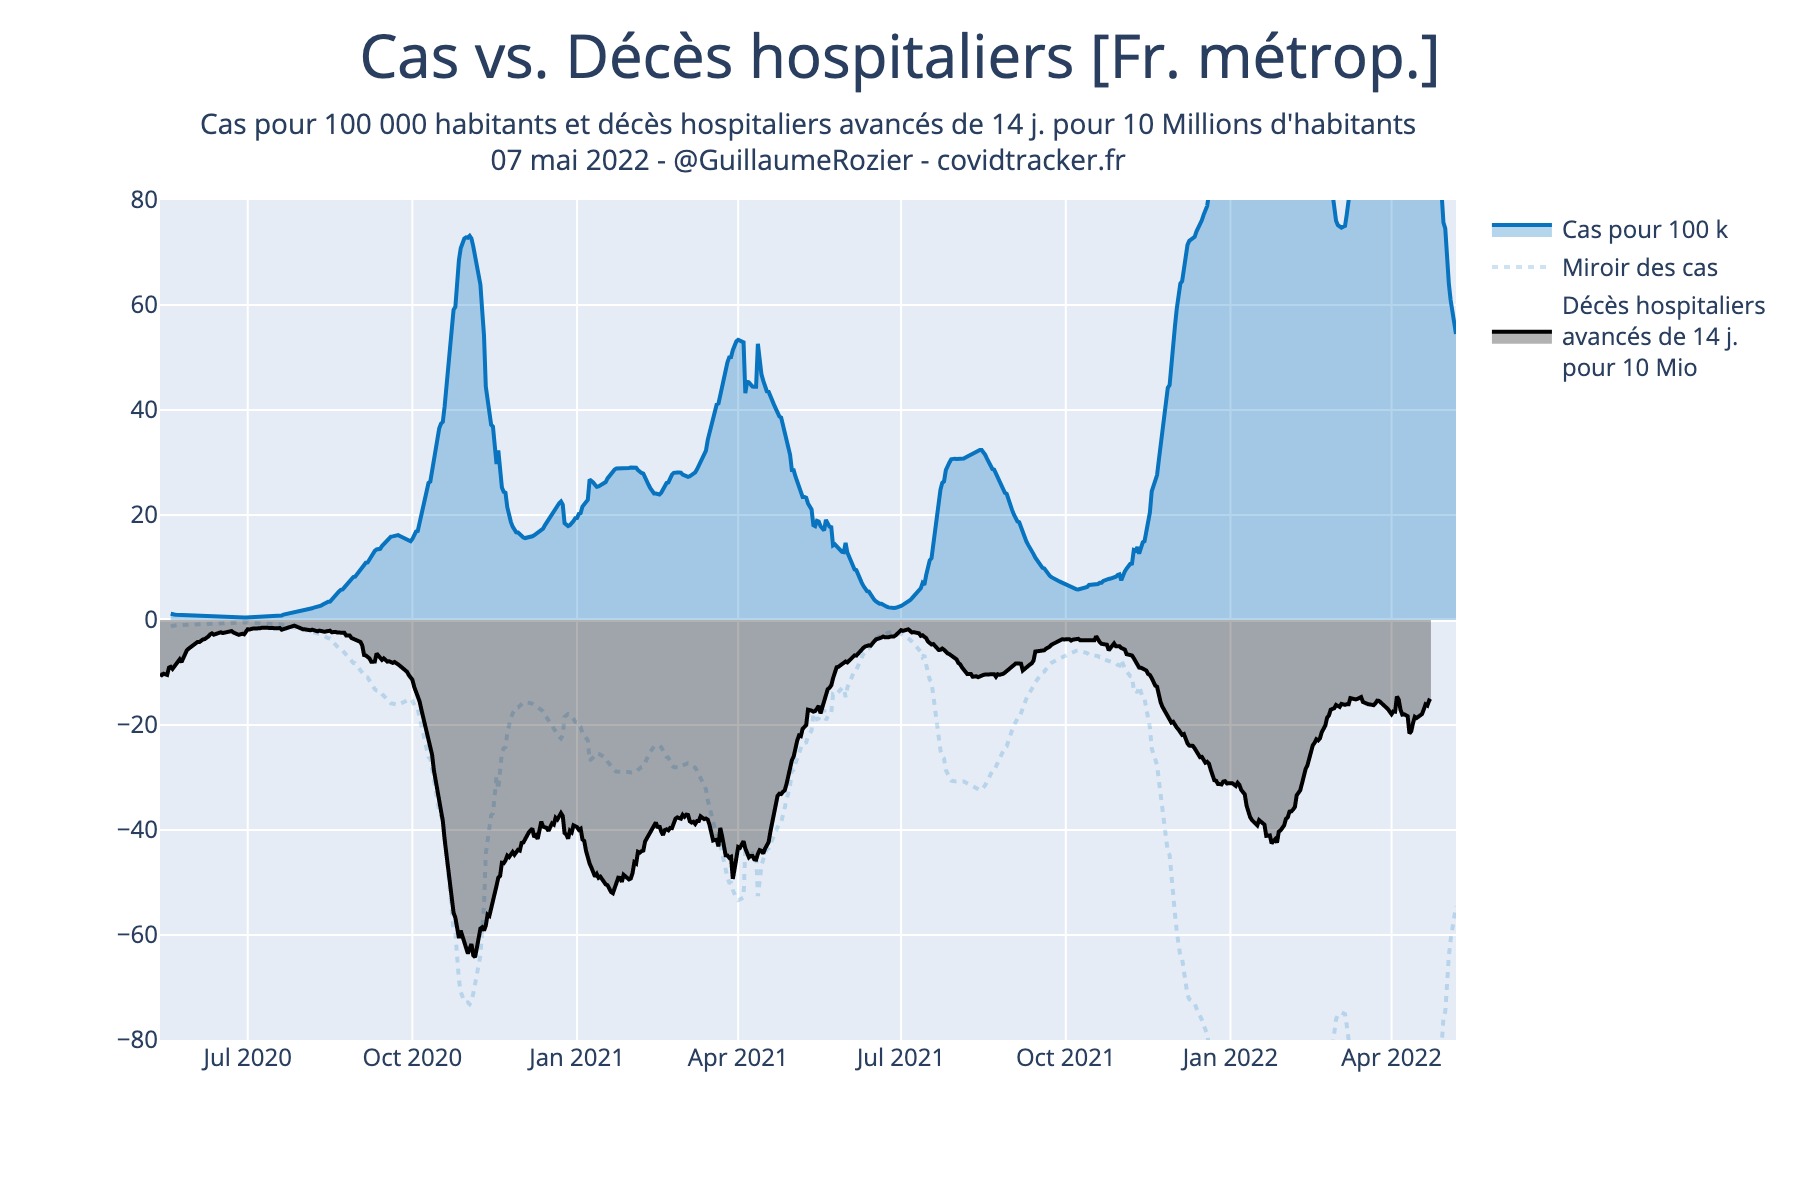 Cas vs. Décès hospitaliers [Fr. métrop.]
Cas pour 100 000 habitants et décès hospitaliers avancés de 14 j. pour 10 Millions d'habitants
07 mai 2022 - @GuillaumeRozier - covidtracker.fr
80
60
40
20
0
−20
−40
−60
−80
Jul 2020
Oct 2020
Jan 2021
Apr 2021
Jul 2021
Oct 2021
Jan 2022
Apr 2022
Cas pour 100 k
Miroir des cas
Décès hospitaliers
avancés de 14 j.
pour 10 Mio